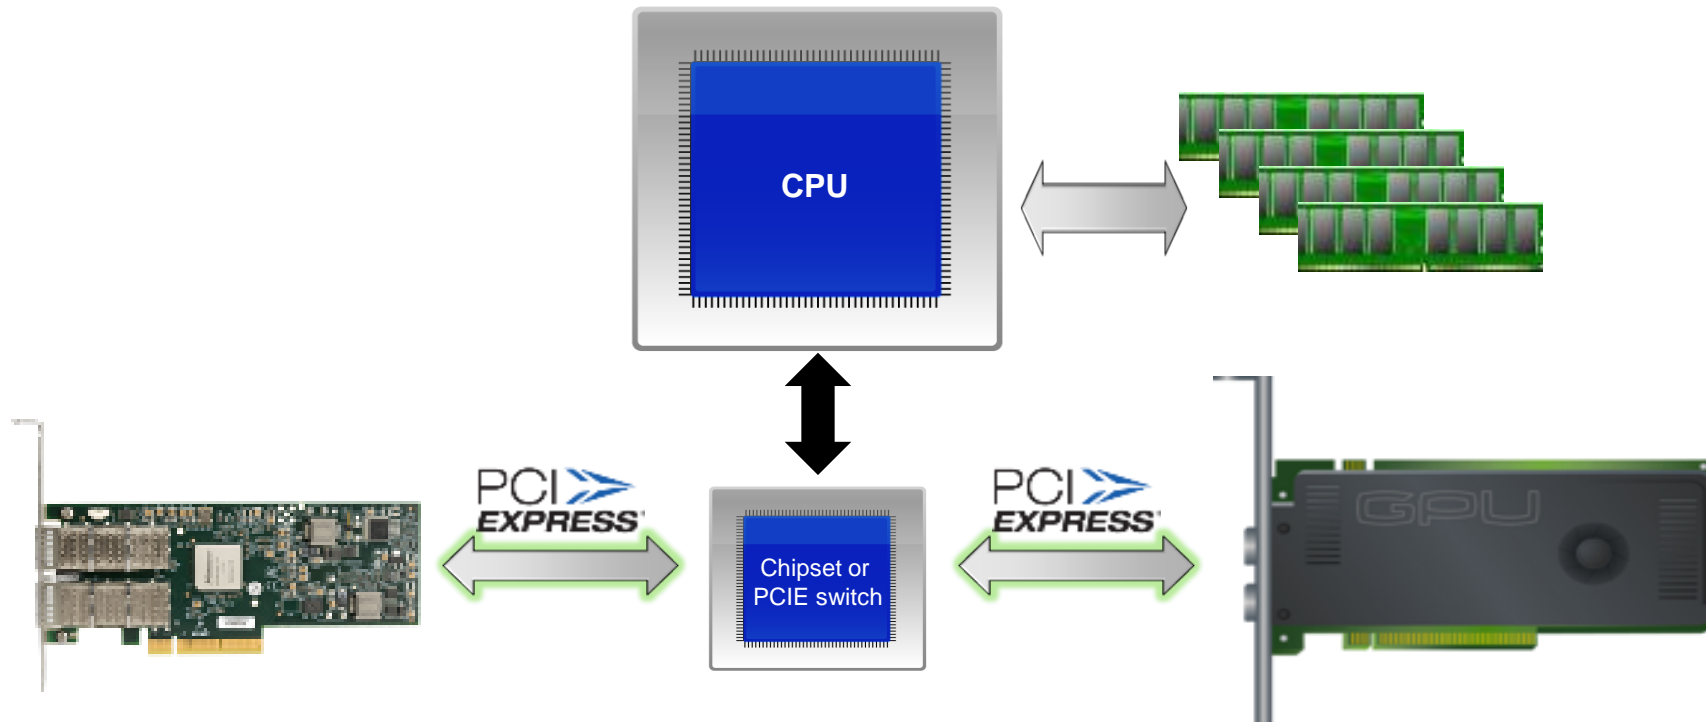 CPU
PCI
EXPRESS
PCI
EXPRESS
GPU
Chipset or
PCIE switch